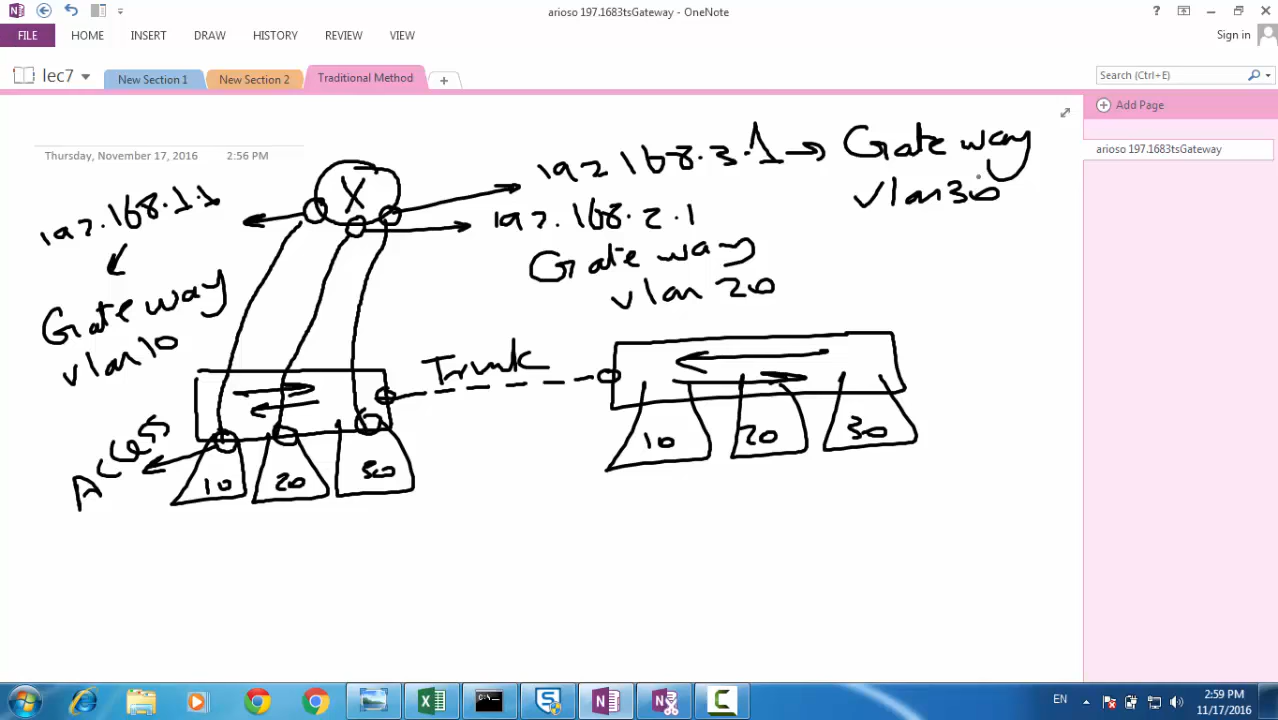 arioso 197.1683tsGateway - OneNote
FILE
HOME
INSERT
DRAW
HISTORY
REVIEW
VIEW
Sign in
lec7
New Section 1
New Section 2
Traditional Method
Search (Ctrl+E)
Add Page
arioso 197.1683tsGateway
Thursday, November 17, 2016
2:56 PM
192.168.1.1
Gateway
vlan10
X
192 168.3.1 → Gateway
vlan30
192.168.2.1
Gateway
vlan 20
Trunk
Access
10
20
30
10
20
30
EN
2:59 PM
11/17/2016